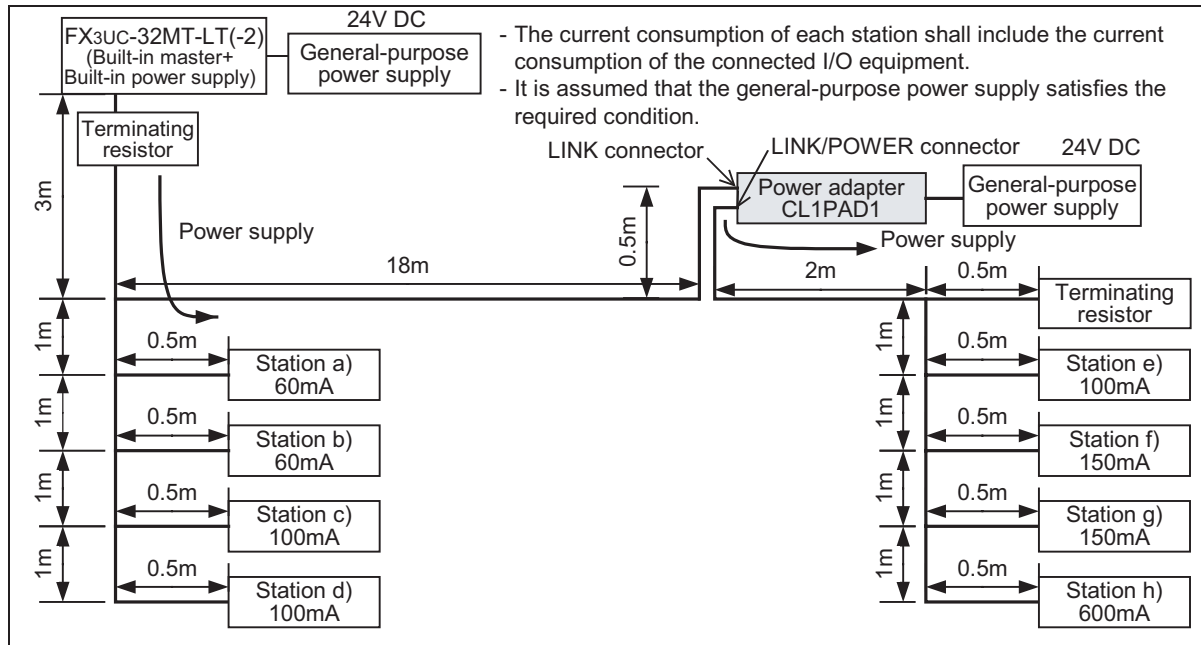 24V DC
FX3UC-32MT-LT(-2)
(Built-in master+
Built-in power supply)
General-purpose
power supply
- The current consumption of each station shall include the current
consumption of the connected I/O equipment.
- It is assumed that the general-purpose power supply satisfies the
required condition.
Terminating
resistor
3m
Power supply
LINK connector
LINK/POWER connector
24V DC
Power adapter
CL1PAD1
General-purpose
power supply
0.5m
Power supply
18m
2m
0.5m
Terminating
resistor
1m
0.5m
Station a)
60mA
1m
0.5m
Station b)
60mA
1m
0.5m
Station c)
100mA
1m
0.5m
Station d)
100mA
1m
0.5m
Station e)
100mA
1m
0.5m
Station f)
150mA
1m
0.5m
Station g)
150mA
1m
0.5m
Station h)
600mA